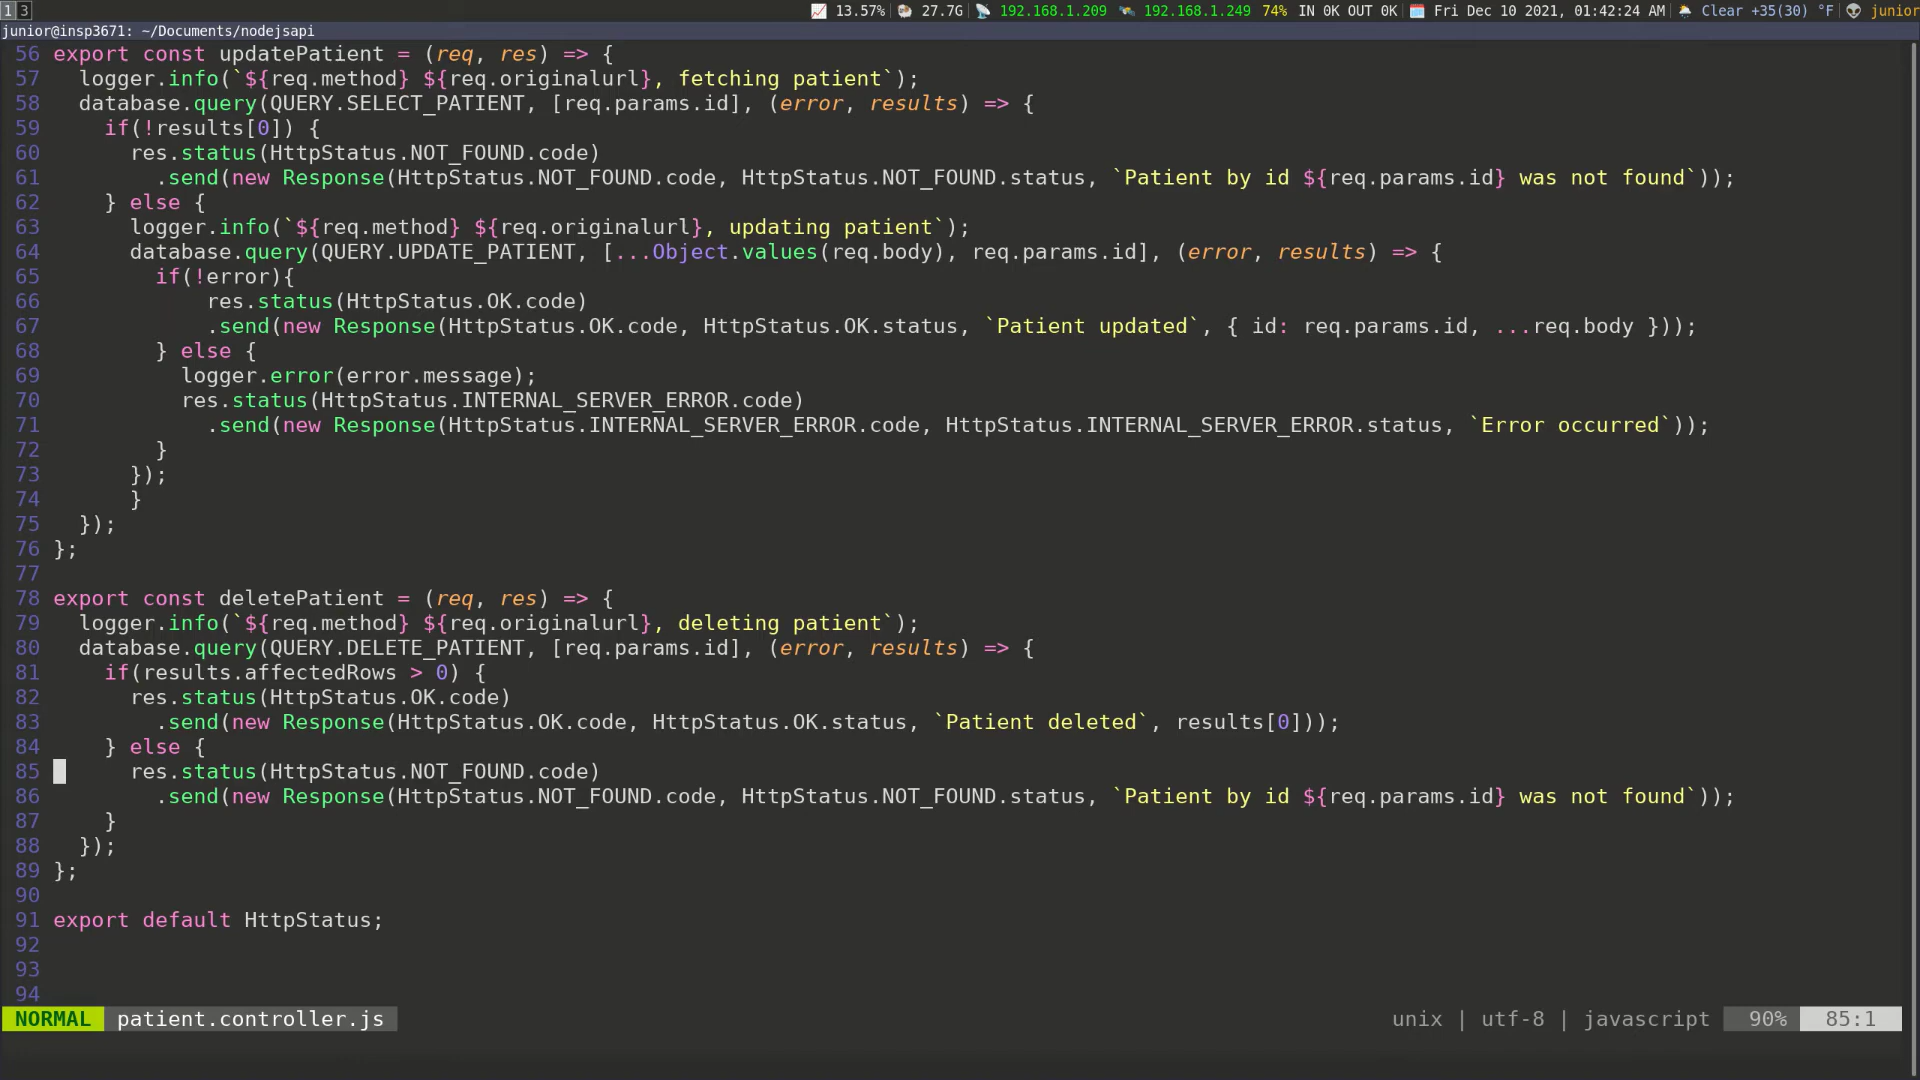 1 3 13.57% 27.7G 192.168.1.209 192.168.1.249 74% IN 0K OUT 0K Fri Dec 10 2021, 01:42:24 AM Clear +35(30) °F junior
junior@insp3671: ~/Documents/nodejsapi
56 export const updatePatient = (req, res) => {
57   logger.info(`${req.method} ${req.originalurl}, fetching patient`);
58   database.query(QUERY.SELECT_PATIENT, [req.params.id], (error, results) => {
59     if(!results[0]) {
60       res.status(HttpStatus.NOT_FOUND.code)
61         .send(new Response(HttpStatus.NOT_FOUND.code, HttpStatus.NOT_FOUND.status, `Patient by id ${req.params.id} was not found`));
62     } else {
63       logger.info(`${req.method} ${req.originalurl}, updating patient`);
64       database.query(QUERY.UPDATE_PATIENT, [...Object.values(req.body), req.params.id], (error, results) => {
65         if(!error){
66             res.status(HttpStatus.OK.code)
67             .send(new Response(HttpStatus.OK.code, HttpStatus.OK.status, `Patient updated`, { id: req.params.id, ...req.body }));
68         } else {
69           logger.error(error.message);
70           res.status(HttpStatus.INTERNAL_SERVER_ERROR.code)
71             .send(new Response(HttpStatus.INTERNAL_SERVER_ERROR.code, HttpStatus.INTERNAL_SERVER_ERROR.status, `Error occurred`));
72         }
73       });
74       }
75   });
76 };
77
78 export const deletePatient = (req, res) => {
79   logger.info(`${req.method} ${req.originalurl}, deleting patient`);
80   database.query(QUERY.DELETE_PATIENT, [req.params.id], (error, results) => {
81     if(results.affectedRows > 0) {
82       res.status(HttpStatus.OK.code)
83         .send(new Response(HttpStatus.OK.code, HttpStatus.OK.status, `Patient deleted`, results[0]));
84     } else {
85       res.status(HttpStatus.NOT_FOUND.code)
86         .send(new Response(HttpStatus.NOT_FOUND.code, HttpStatus.NOT_FOUND.status, `Patient by id ${req.params.id} was not found`));
87     }
88   });
89 };
90
91 export default HttpStatus;
92
93
94
NORMAL patient.controller.js unix | utf-8 | javascript 90% 85:1